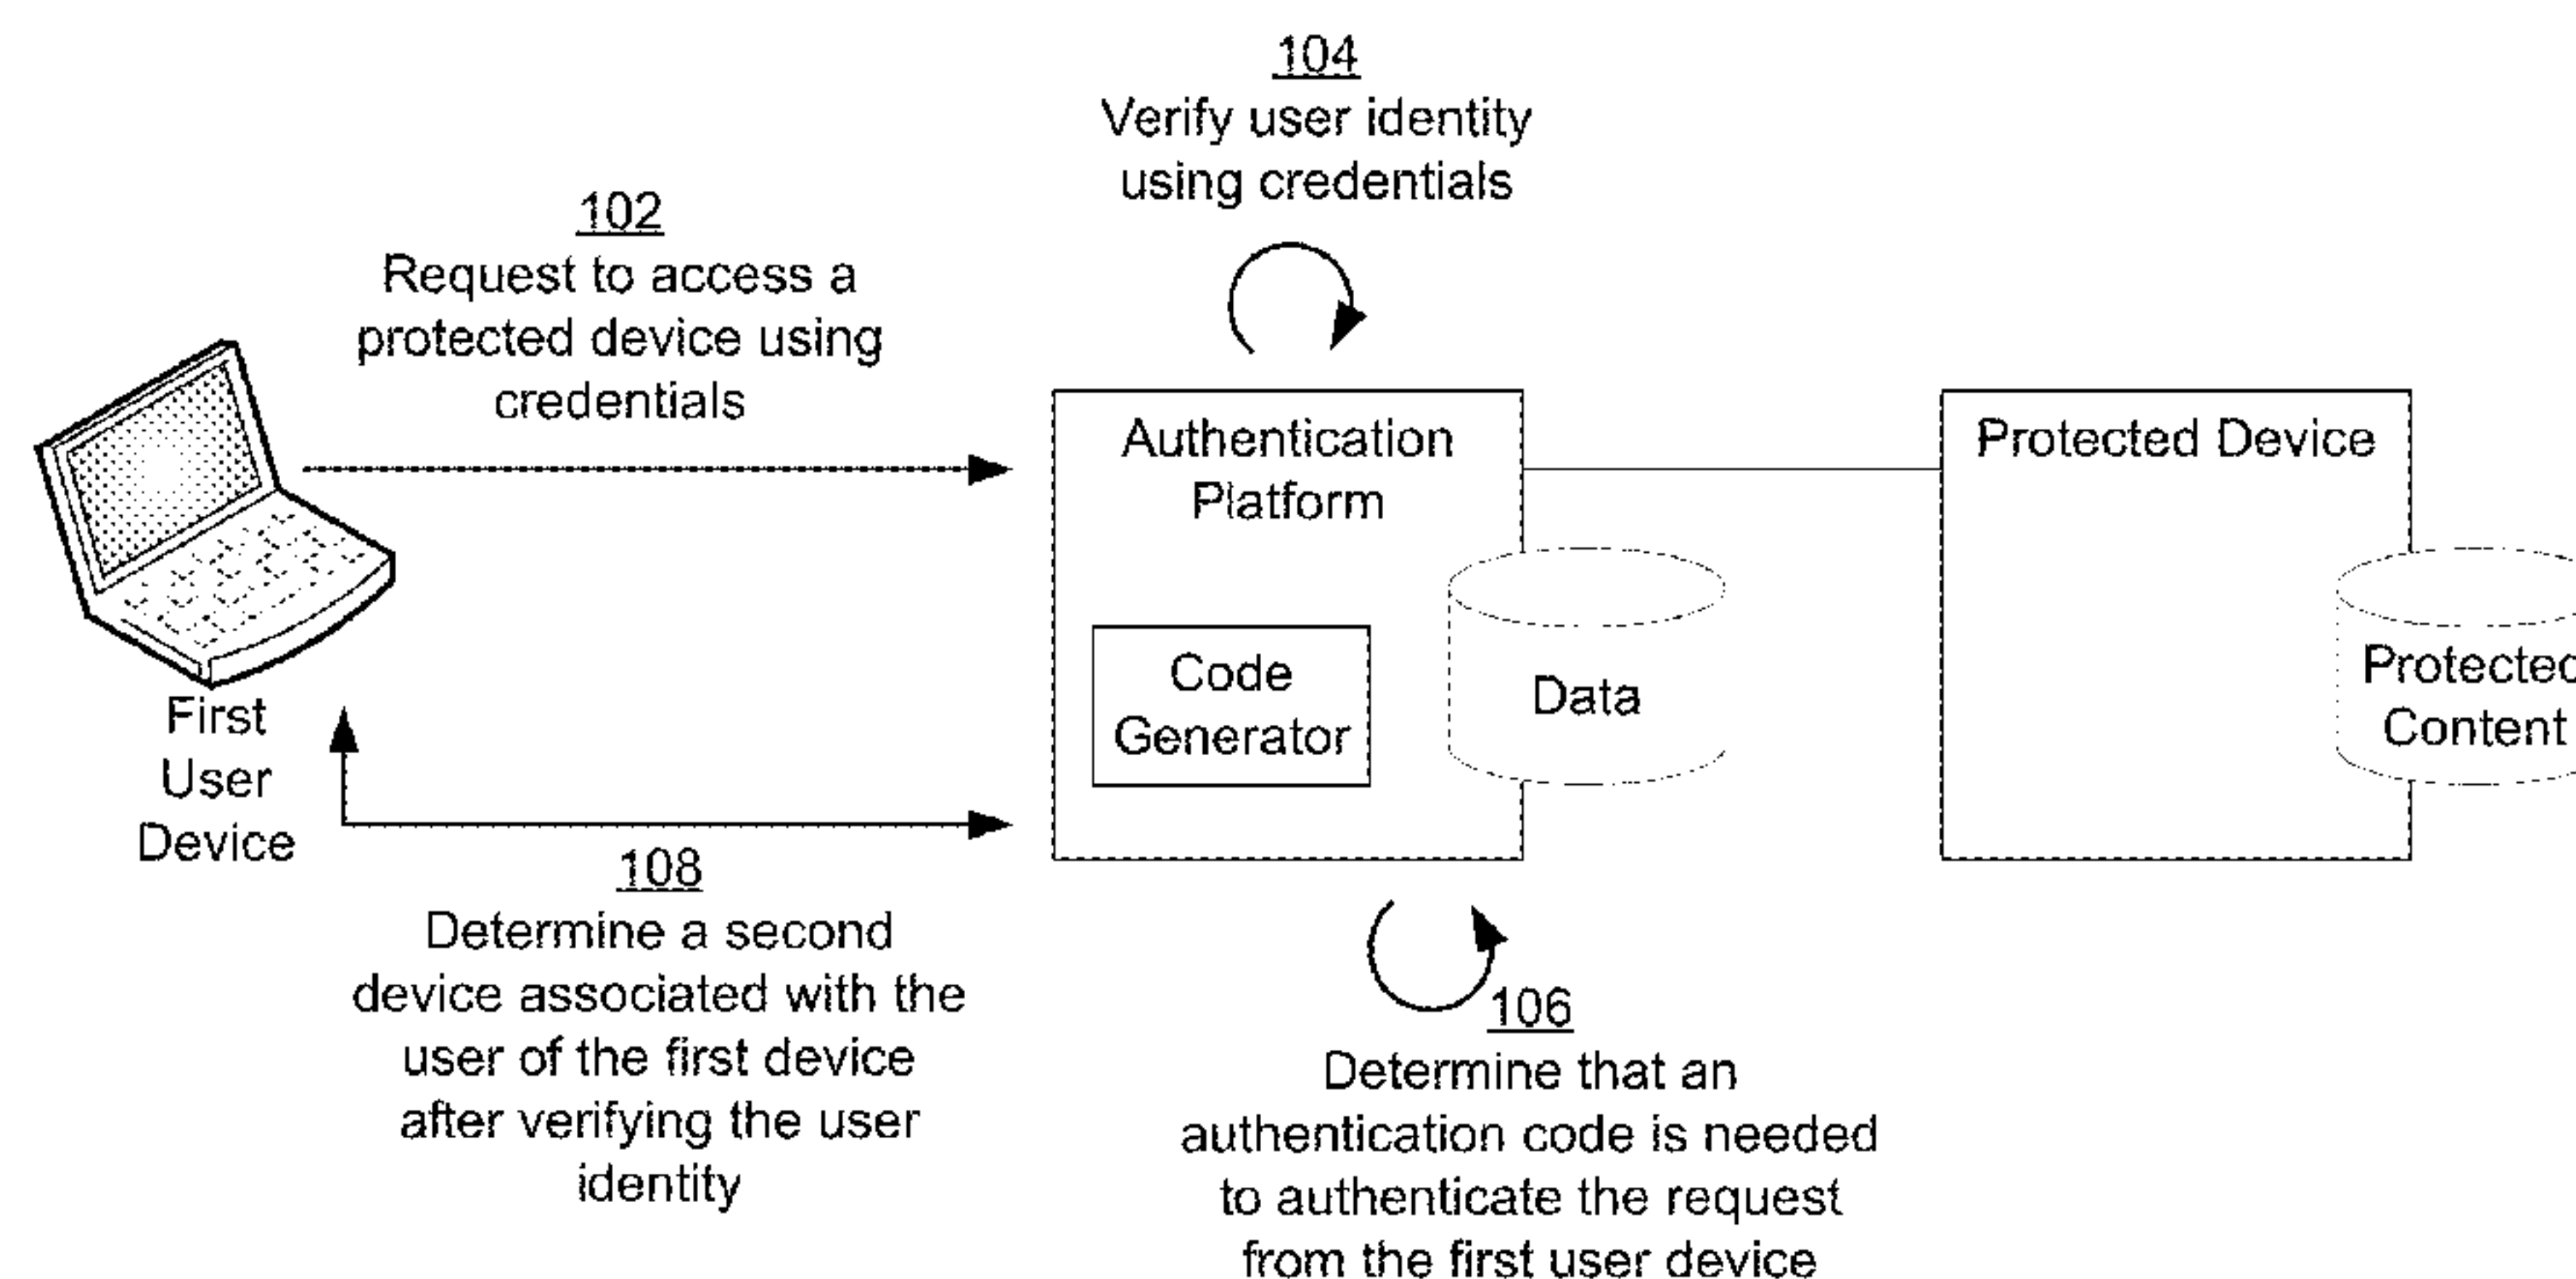 104
Verify user identity
using credentials
102
Request to access a
protected device using
credentials
Authentication
Platform
Protected Device
Code
Generator
Data
Protected
Content
First
User
Device
108
Determine a second
device associated with the
user of the first device
after verifying the user
identity
106
Determine that an
authentication code is needed
to authenticate the request
from the first user device